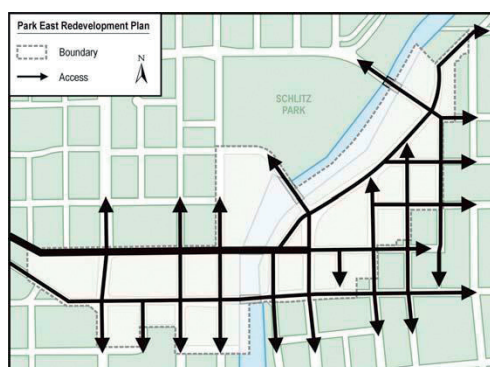 Park East Redevelopment Plan
Boundary
Access
N
SCHLITZ
PARK